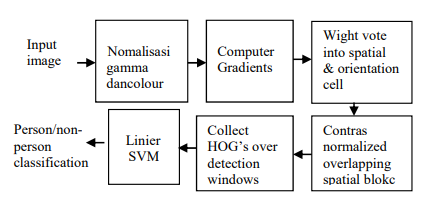 Input
image
Nomalisasi
gamma
dancolour
Computer
Gradients
Wight vote
into spatial
& orientation
cell
Contras
normalized
overlapping
spatial blokc
Collect
HOG's over
detection
windows
Linier
SVM
Person/non-
person
classification